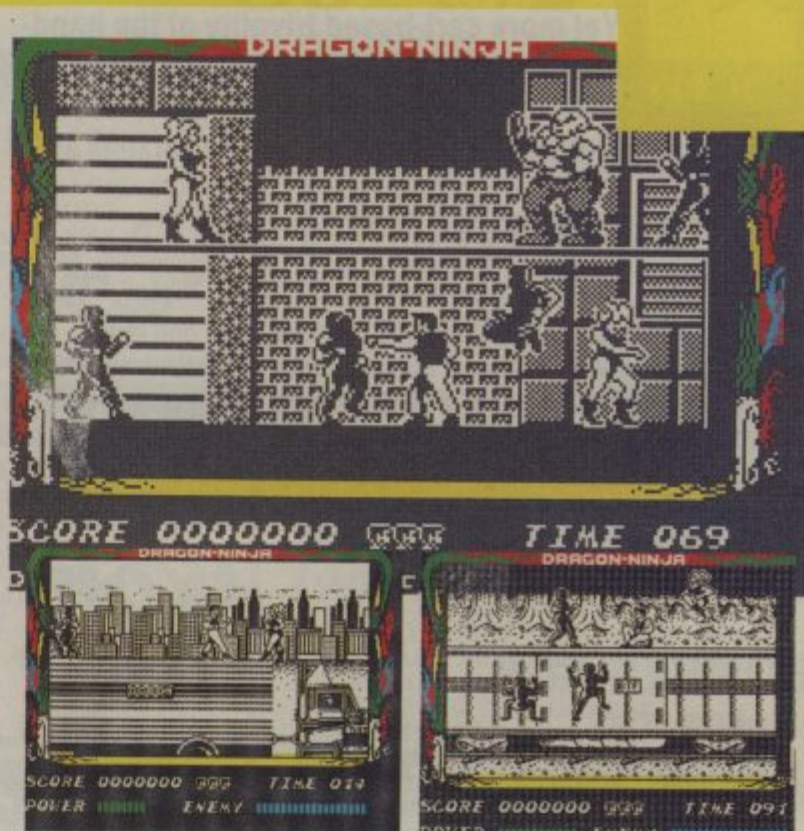 DRAGON-NINJA
SCORE 0000000 TIME 069
DRAGON-NINJA
SCORE 0000000 TIME
POWER ENEMY
DRAGON-NINJA
SCORE 0000000 TIME 091
POWER